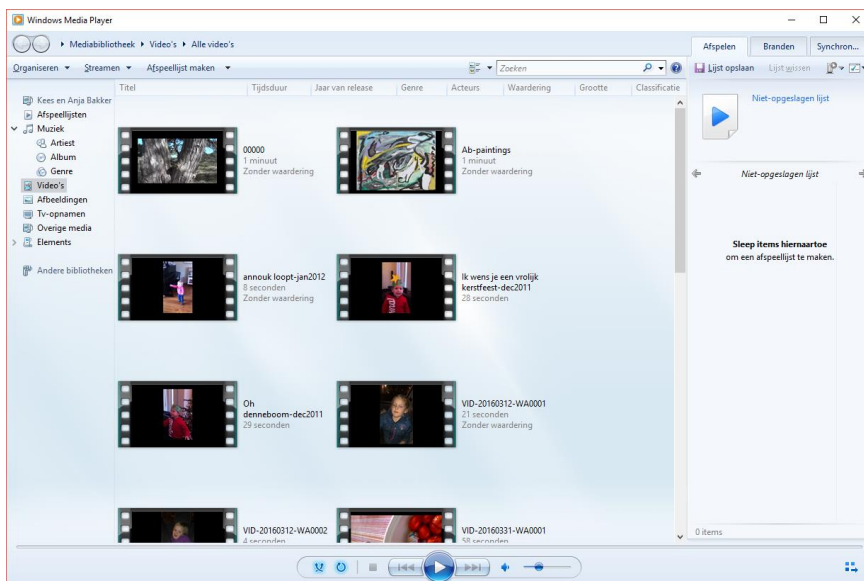 Windows Media Player
Mediabibliotheek ▸ Video's ▸ Alle video's
Afspelen Branden Synchron...
Organiseren Streamen Afspeellijst maken
Zoeken
Lijst opslaan Lijst wissen
Titel Tijdsduur Jaar van release Genre Acteurs Waardering Grootte Classificatie
Kees en Anja Bakker
Afspeellijsten
Muziek
Artiest
Album
Genre
Video's
Afbeeldingen
Tv-opnamen
Overige media
Elements
Andere bibliotheken
00000
1 minuut
Zonder waardering
Ab-paintings
1 minuut
Zonder waardering
annouk loopt-jan2012
8 seconden
Zonder waardering
Ik wens je een vrolijk
kerstfeest-dec2011
28 seconden
Oh
denneboom-dec2011
29 seconden
VID-20160312-WA0001
21 seconden
Zonder waardering
VID-20160312-WA0002
4 seconden
VID-20160331-WA0001
58 seconden
Niet-opgeslagen lijst
Niet-opgeslagen lijst
Sleep items hiernaartoe
om een afspeellijst te maken.
0 items